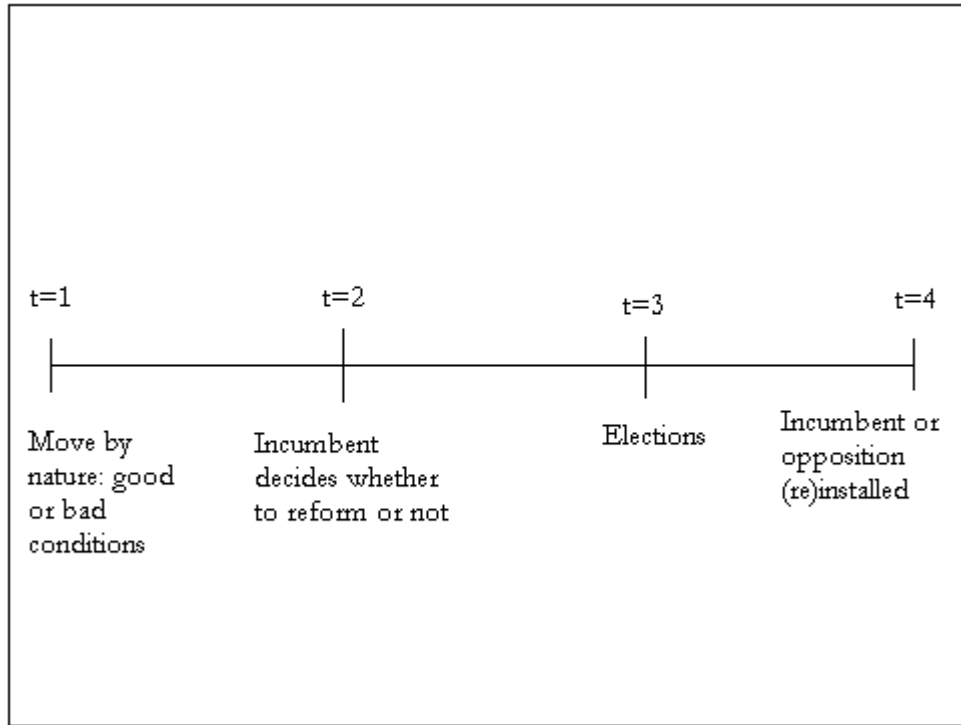 t=1
t=2
t=3
t=4
Move by
nature: good
or bad
conditions
Incumbent
decides whether
to reform or not
Elections
Incumbent or
opposition
(re)installed